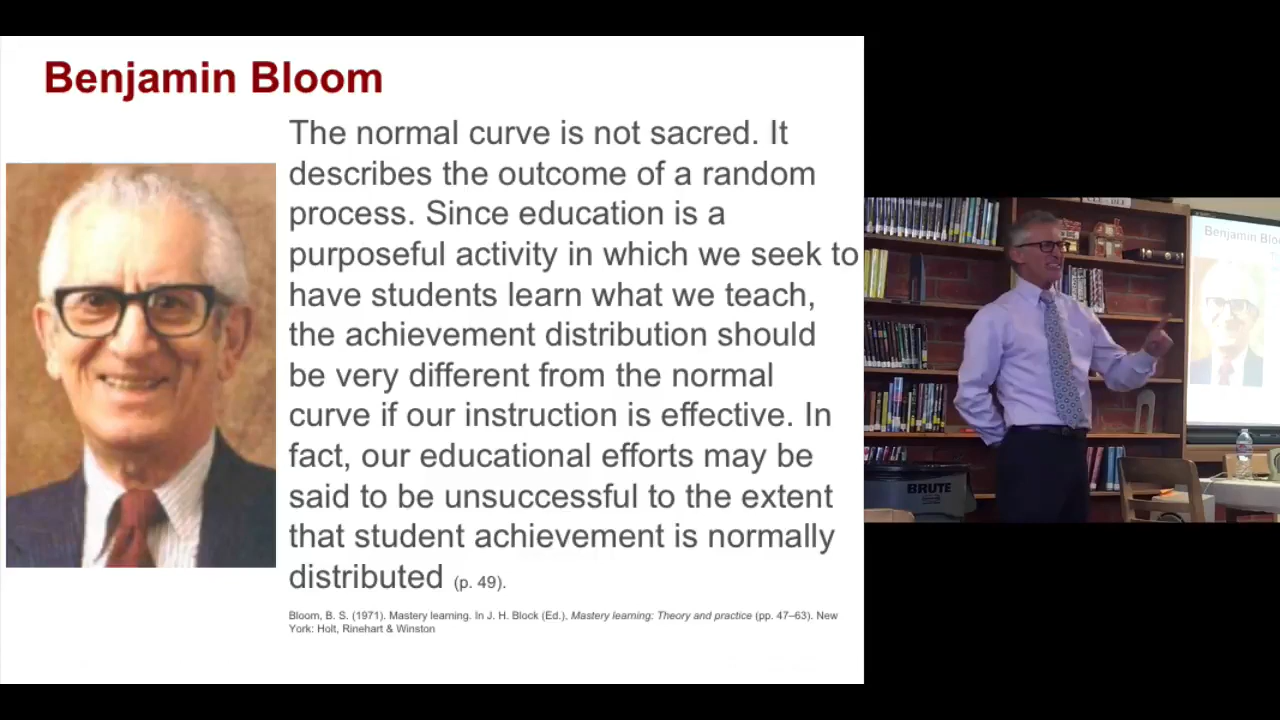 Benjamin Bloom
The normal curve is not sacred. It
describes the outcome of a random
process. Since education is a
purposeful activity in which we seek to
have students learn what we teach,
the achievement distribution should
be very different from the normal
curve if our instruction is effective. In
fact, our educational efforts may be
said to be unsuccessful to the extent
that student achievement is normally
distributed (p. 49).
Bloom, B. S. (1971). Mastery learning. In J. H. Block (Ed.), Mastery learning: Theory and practice (pp. 47–63). New
York: Holt, Rinehart & Winston
Benjamin Bloo
BRUTE